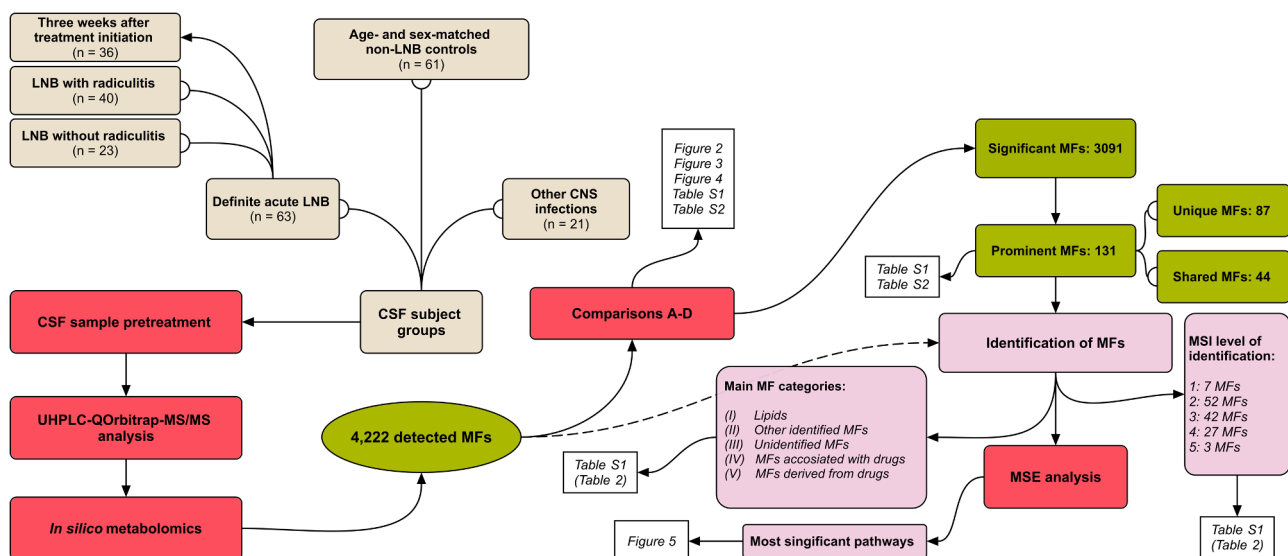 Three weeks after
treatment initiation
(n = 36)
LNB with radiculitis
(n = 40)
LNB without radiculitis
(n = 23)
Age- and sex-matched
non-LNB controls
(n = 61)
Definite acute LNB
(n = 63)
Other CNS
infections
(n = 21)
CSF subject
groups
CSF sample pretreatment
UHPLC-QOrbitrap-MS/MS
analysis
In silico metabolomics
4,222 detected MFs
Comparisons A-D
Figure 2
Figure 3
Figure 4
Table S1
Table S2
Significant MFs: 3091
Prominent MFs: 131
Unique MFs: 87
Shared MFs: 44
Table S1
Table S2
Identification of MFs
MSI level of
identification:
1: 7 MFs
2: 52 MFs
3: 42 MFs
4: 27 MFs
5: 3 MFs
Table S1
(Table 2)
Main MF categories:
(I) Lipids
(II) Other identified MFs
(III) Unidentified MFs
(IV) MFs accosiated with drugs
(V) MFs derived from drugs
Table S1
(Table 2)
MSE analysis
Most singificant pathways
Figure 5